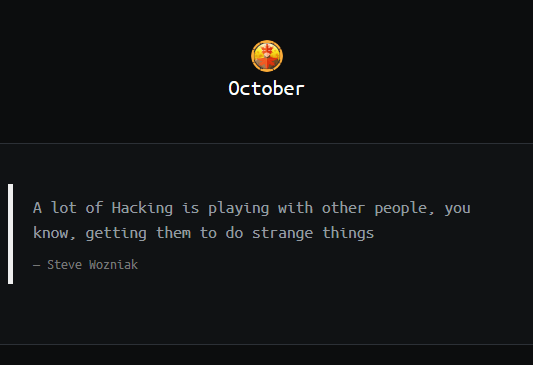 October
A lot of Hacking is playing with other people, you
know, getting them to do strange things
— Steve Wozniak